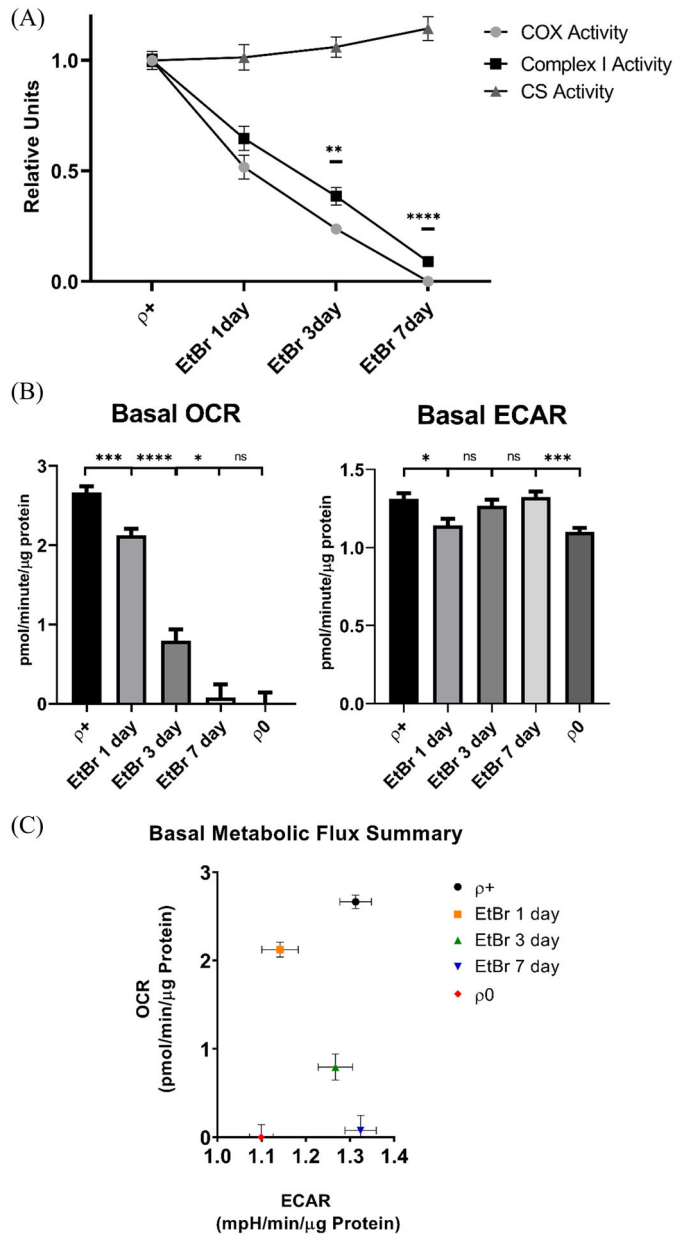 (A)
COX Activity
Complex I Activity
CS Activity
Relative Units
1.0
0.5
0.0
**
****
ρ+
EtBr 1day
EtBr 3day
EtBr 7day
(B)
Basal OCR
pmol/minute/μg protein
3
2
1
0
*** **** * ns
ρ+
EtBr 1 day
EtBr 3 day
EtBr 7 day
ρ0
Basal ECAR
pmol/minute/μg protein
1.5
1.0
0.5
0.0
* ns ns ***
ρ+
EtBr 1 day
EtBr 3 day
EtBr 7 day
ρ0
(C)
Basal Metabolic Flux Summary
OCR
(pmol/min/μg Protein)
3
2
1
0
1.0 1.1 1.2 1.3 1.4
ECAR
(mpH/min/μg Protein)
ρ+
EtBr 1 day
EtBr 3 day
EtBr 7 day
ρ0